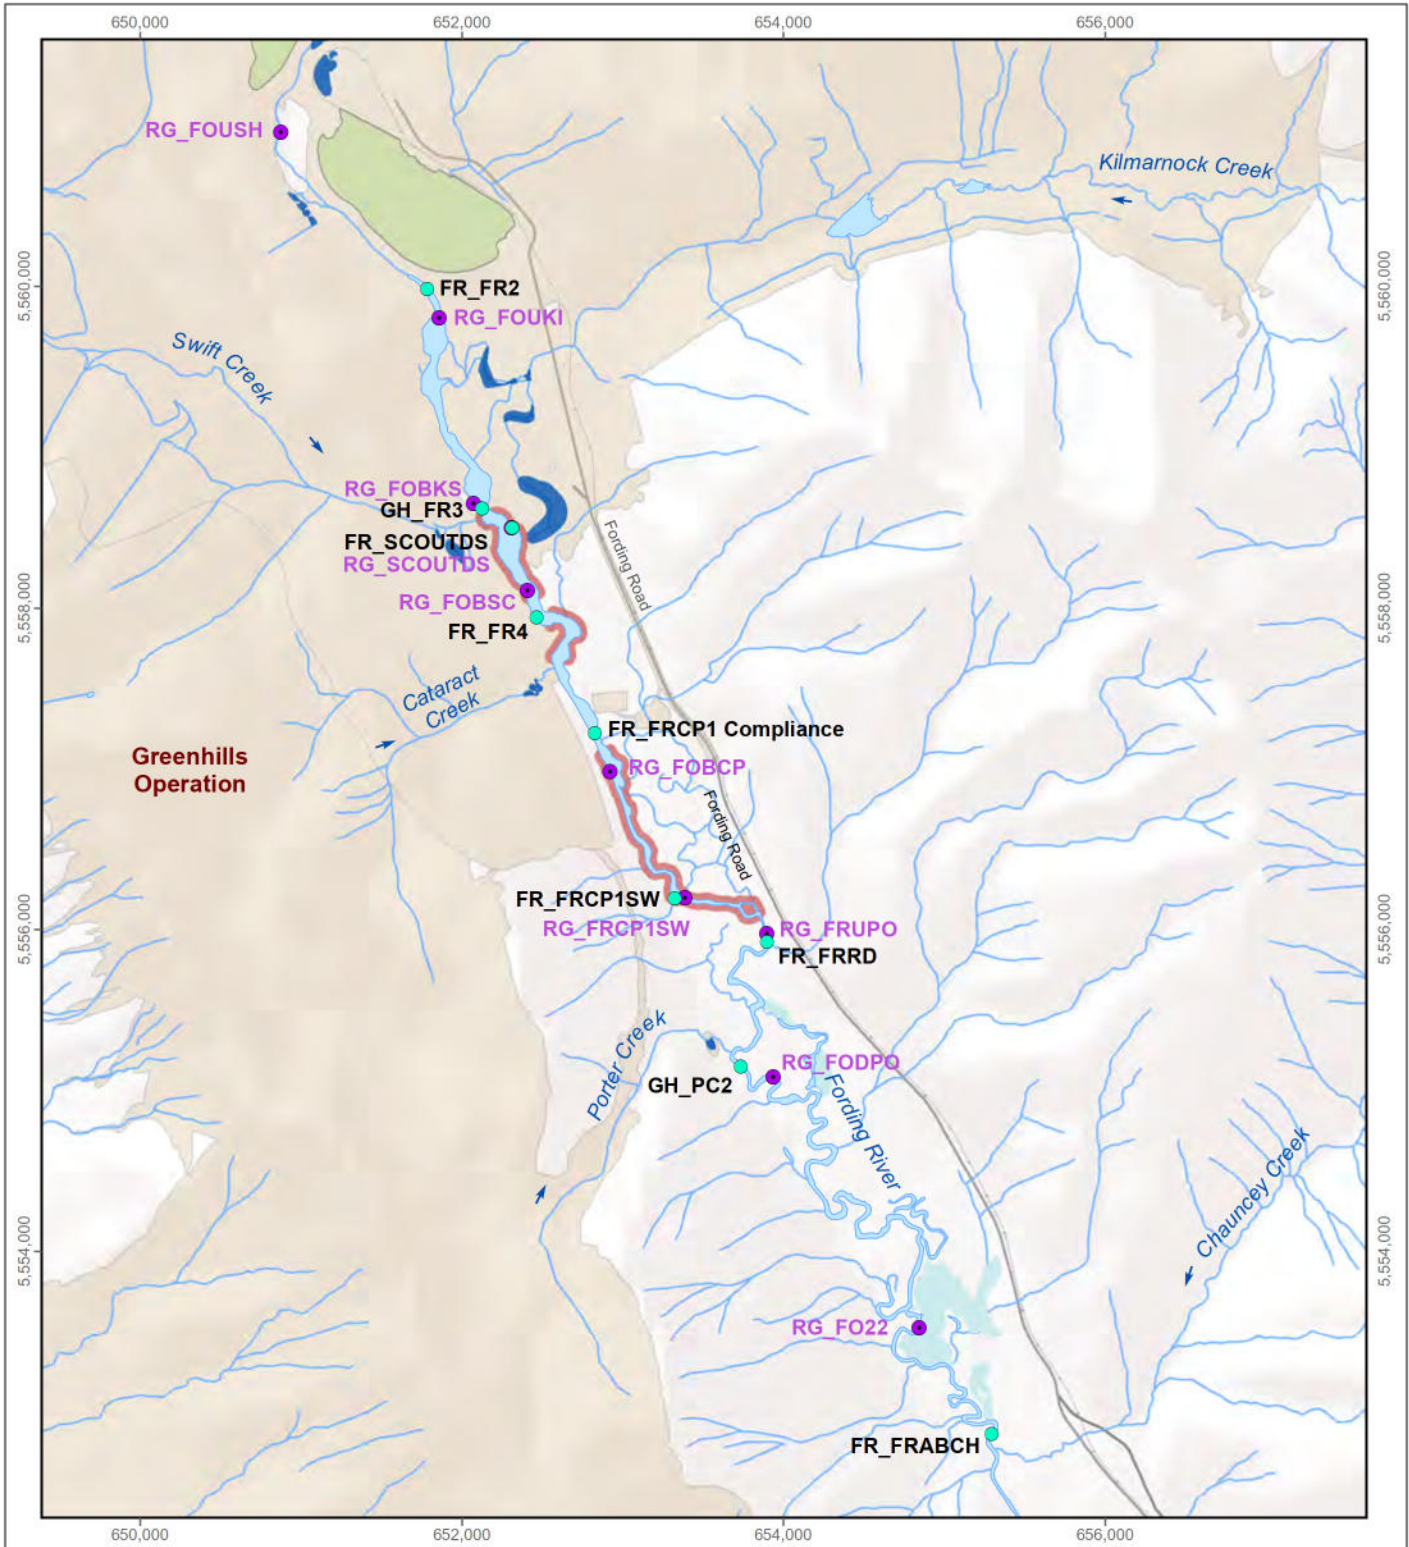 650,000
652,000
654,000
656,000
RG_FOUSH
Kilmarnock Creek
5,560,000
5,560,000
FR_FR2
RG_FOUKI
Swift Creek
RG_FOBKS
GH_FR3
FR_SCOUTDS
RG_SCOUTDS
Fording Road
RG_FOBSC
5,558,000
5,558,000
FR_FR4
Cataract
Creek
FR_FRCP1 Compliance
Greenhills
Operation
RG_FOBCP
Fording Road
FR_FRCP1SW
RG_FRCP1SW
RG_FRUPO
5,556,000
5,556,000
FR_FRRD
Porter Creek
RG_FODPO
GH_PC2
Fording River
Chauncey Creek
5,554,000
5,554,000
RG_FO22
FR_FRABCH
650,000
652,000
654,000
656,000